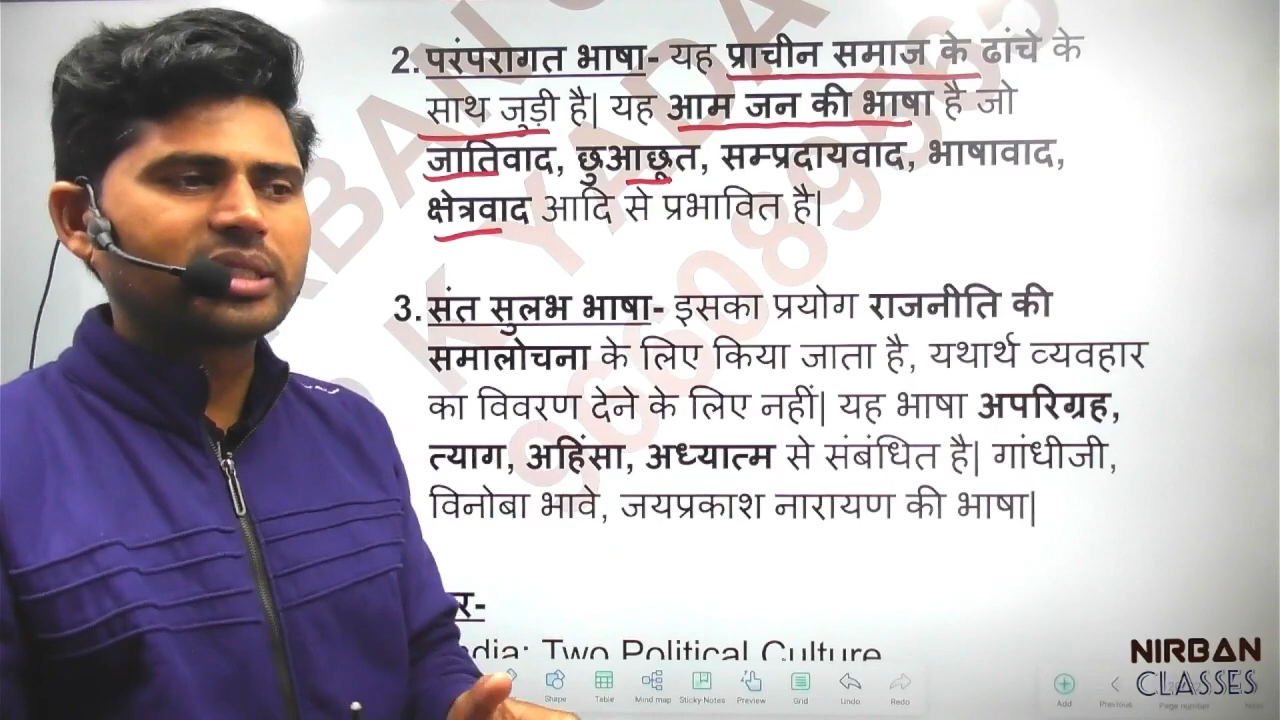 2. परंपरागत भाषा- यह प्राचीन समाज के ढांचे के
साथ जुड़ी है| यह आम जन की भाषा है जो
जातिवाद, छुआछूत, सम्प्रदायवाद, भाषावाद,
क्षेत्रवाद आदि से प्रभावित है|
3. संत सुलभ भाषा- इसका प्रयोग राजनीति की
समालोचना के लिए किया जाता है, यथार्थ व्यवहार
का विवरण देने के लिए नहीं| यह भाषा अपरिग्रह,
त्याग, अहिंसा, अध्यात्म से संबंधित है| गांधीजी,
विनोबा भावे, जयप्रकाश नारायण की भाषा|
Two Political Culture
Shape Table Mind map Sticky-Notes Preview Grid Undo Redo Add Previous Page number
NIRBAN
CLASSES